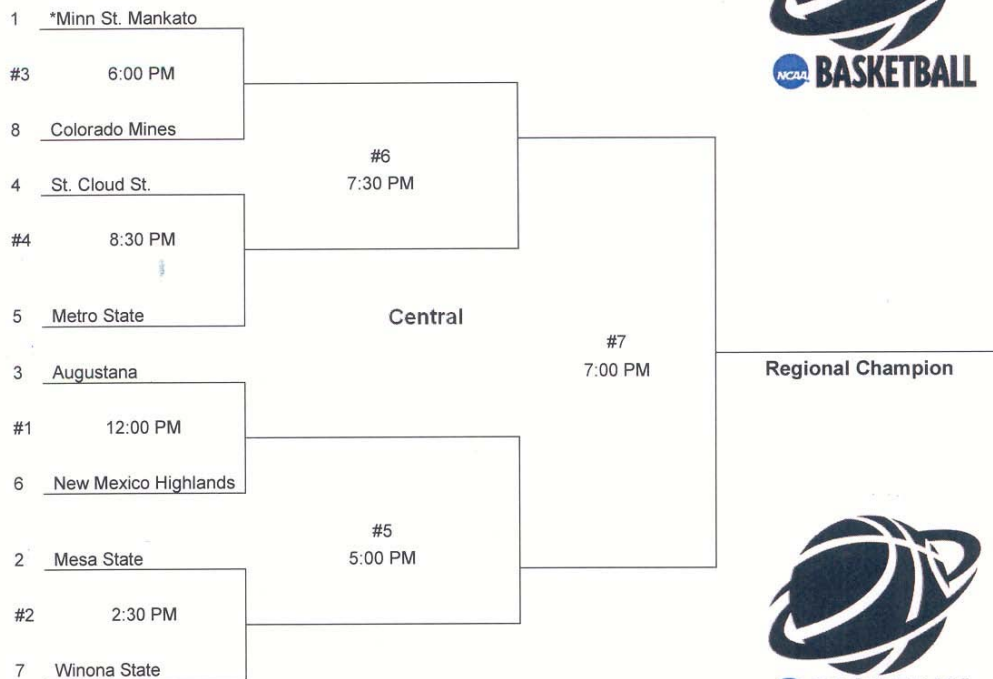 1 *Minn St. Mankato
#3 6:00 PM
8 Colorado Mines
NCAA BASKETBALL
#6
7:30 PM
4 St. Cloud St.
#4 8:30 PM
5 Metro State
Central
#7
7:00 PM
Regional Champion
3 Augustana
#1 12:00 PM
6 New Mexico Highlands
#5
5:00 PM
2 Mesa State
#2 2:30 PM
7 Winona State